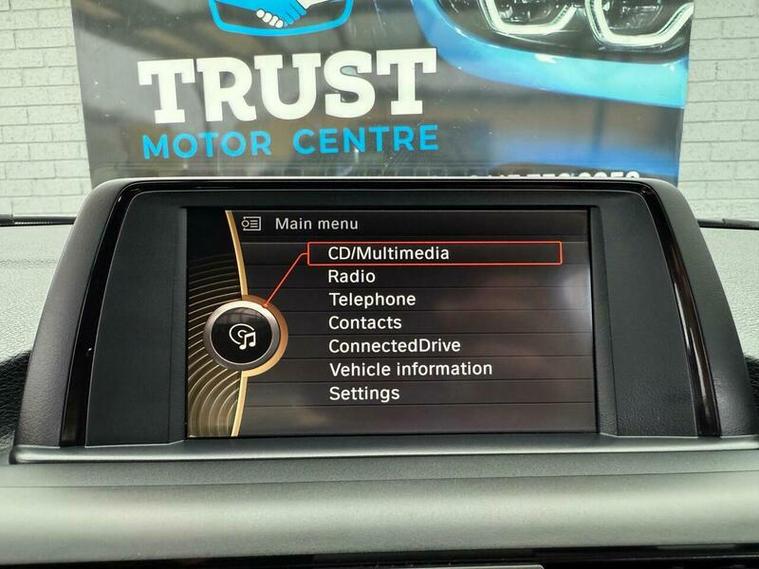 TRUST
MOTOR CENTRE
Main menu
CD/Multimedia
Radio
Telephone
Contacts
ConnectedDrive
Vehicle information
Settings